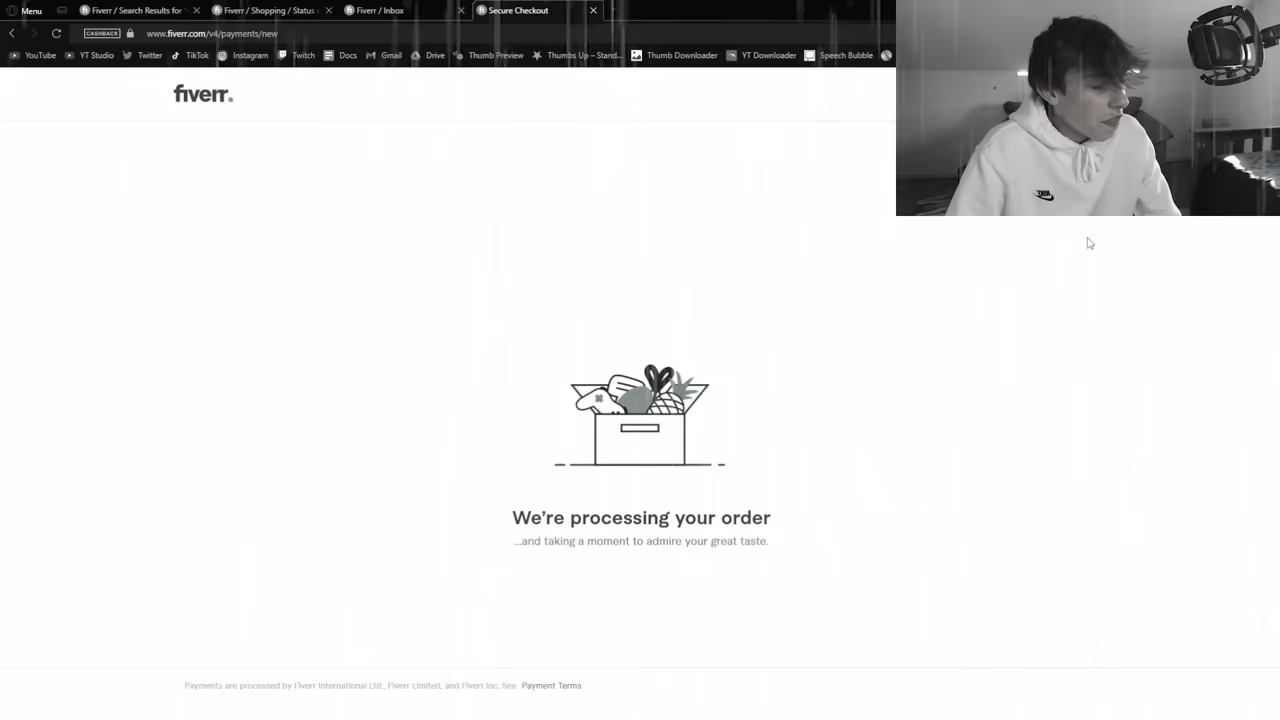 Menu
Fiverr / Search Results for '
Fiverr / Shopping / Status
Fiverr / Inbox
Secure Checkout
CASHBACK
www.fiverr.com/v4/payments/new
YouTube
YT Studio
Twitter
TikTok
Instagram
Twitch
Docs
Gmail
Drive
Thumb Preview
Thumbs Up – Stand...
Thumb Downloader
YT Downloader
Speech Bubble
fiverr.
We're processing your order
...and taking a moment to admire your great taste.
Payments are processed by Fiverr International Ltd., Fiverr Limited, and Fiverr Inc. See Payment Terms